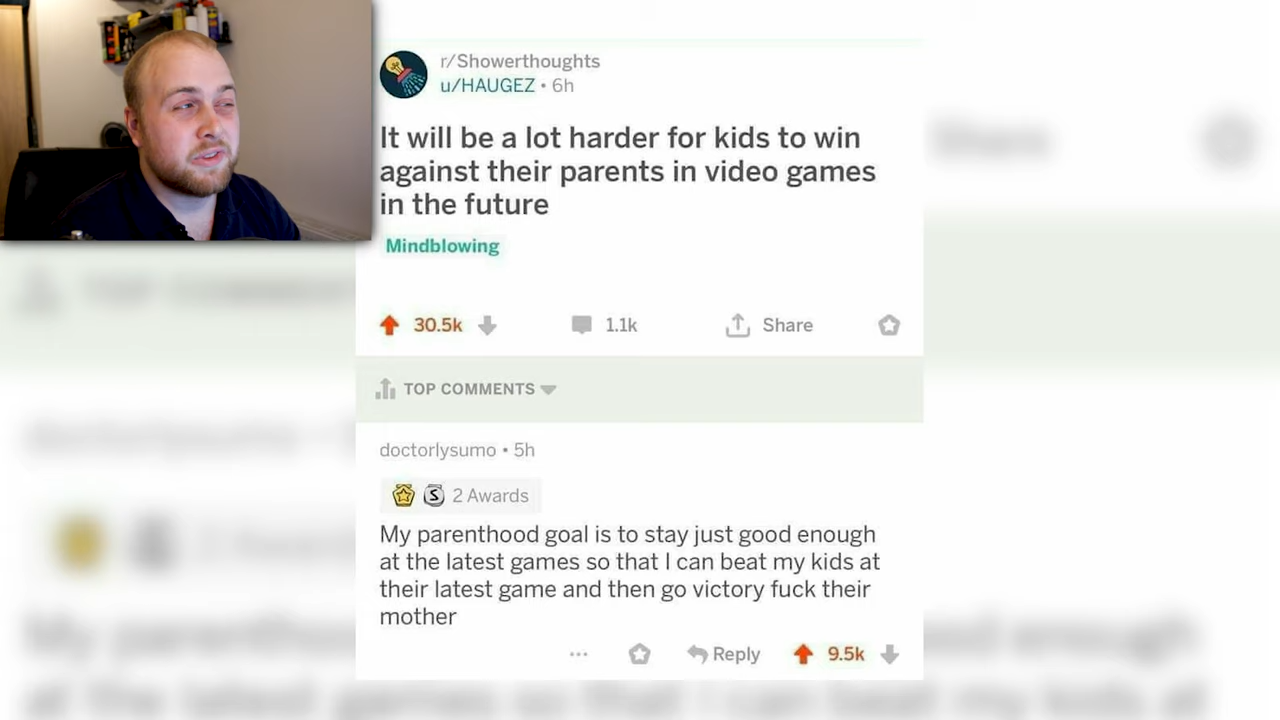 r/Showerthoughts
u/HAUGEZ • 6h
It will be a lot harder for kids to win
against their parents in video games
in the future
Mindblowing
30.5k
1.1k
Share
TOP COMMENTS
doctorlysumo • 5h
2 Awards
My parenthood goal is to stay just good enough
at the latest games so that I can beat my kids at
their latest game and then go victory fuck their
mother
Reply
9.5k